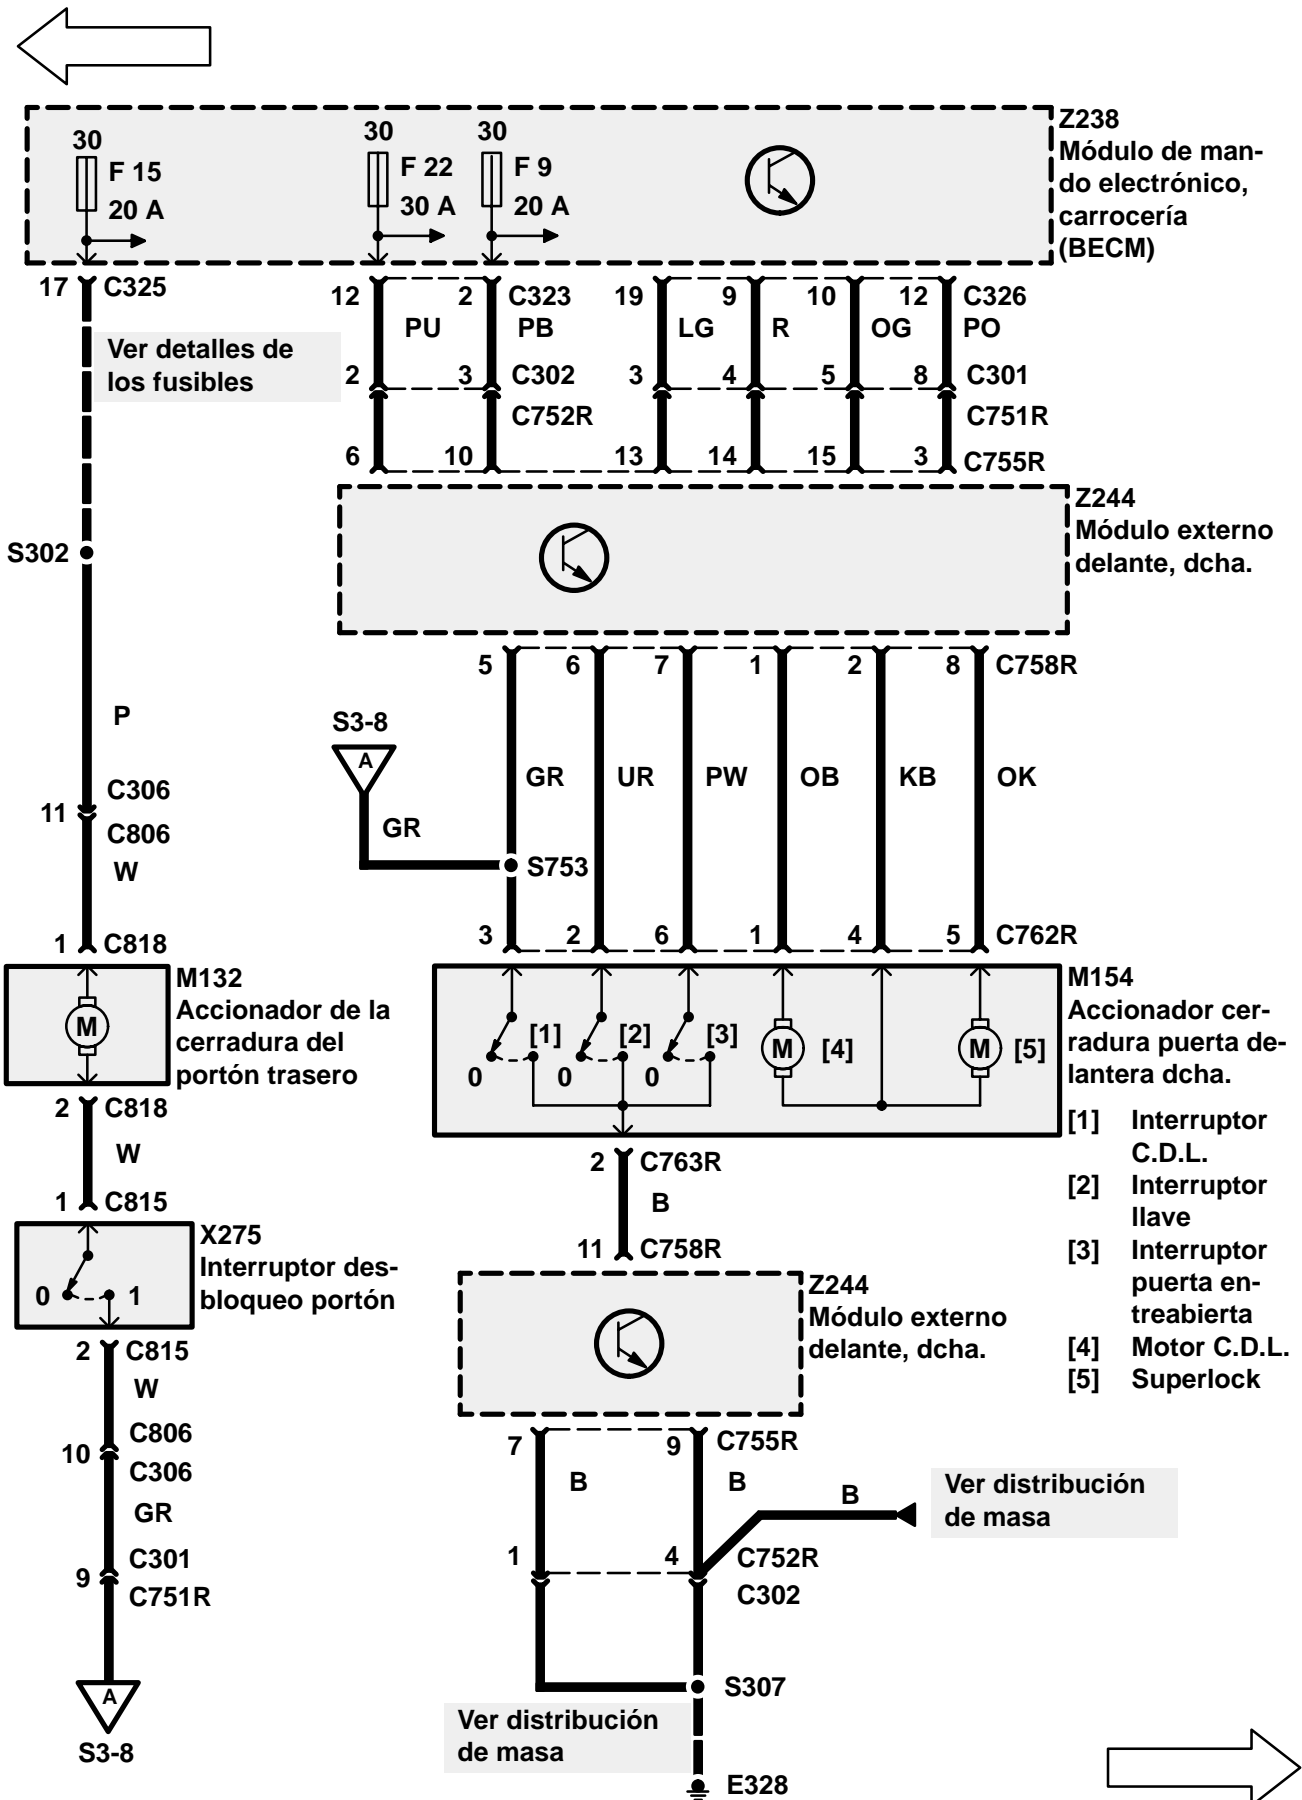 30
30
30
F 15
F 22
F 9
20 A
30 A
20 A
Z238
Módulo de man-
do electrónico,
carrocería
(BECM)
17
C325
12
2
C323
19
9
10
12
C326
PU
PB
LG
R
OG
PO
Ver detalles de
los fusibles
2
3
C302
3
4
5
8
C301
C752R
C751R
6
10
13
14
15
3
C755R
Z244
Módulo externo
delante, dcha.
S302
5
6
7
1
2
8
C758R
P
S3-8
A
GR
UR
PW
OB
KB
OK
C306
11
C806
GR
W
S753
1
C818
3
2
6
1
4
5
C762R
M132
Accionador de la
cerradura del
portón trasero
M
M154
Accionador cer-
radura puerta de-
lantera dcha.
[1]
[2]
[3]
M
[4]
M
[5]
0
0
0
2
C818
W
1
C815
[1] Interruptor
C.D.L.
[2] Interruptor
llave
[3] Interruptor
puerta en-
treabierta
[4] Motor C.D.L.
[5] Superlock
2
C763R
B
11
C758R
X275
Interruptor des-
bloqueo portón
0
1
Z244
Módulo externo
delante, dcha.
2
C815
W
C806
10
C306
GR
C301
9
C751R
A
S3-8
7
9
C755R
B
B
B
Ver distribución
de masa
1
4
C752R
C302
S307
Ver distribución
de masa
E328